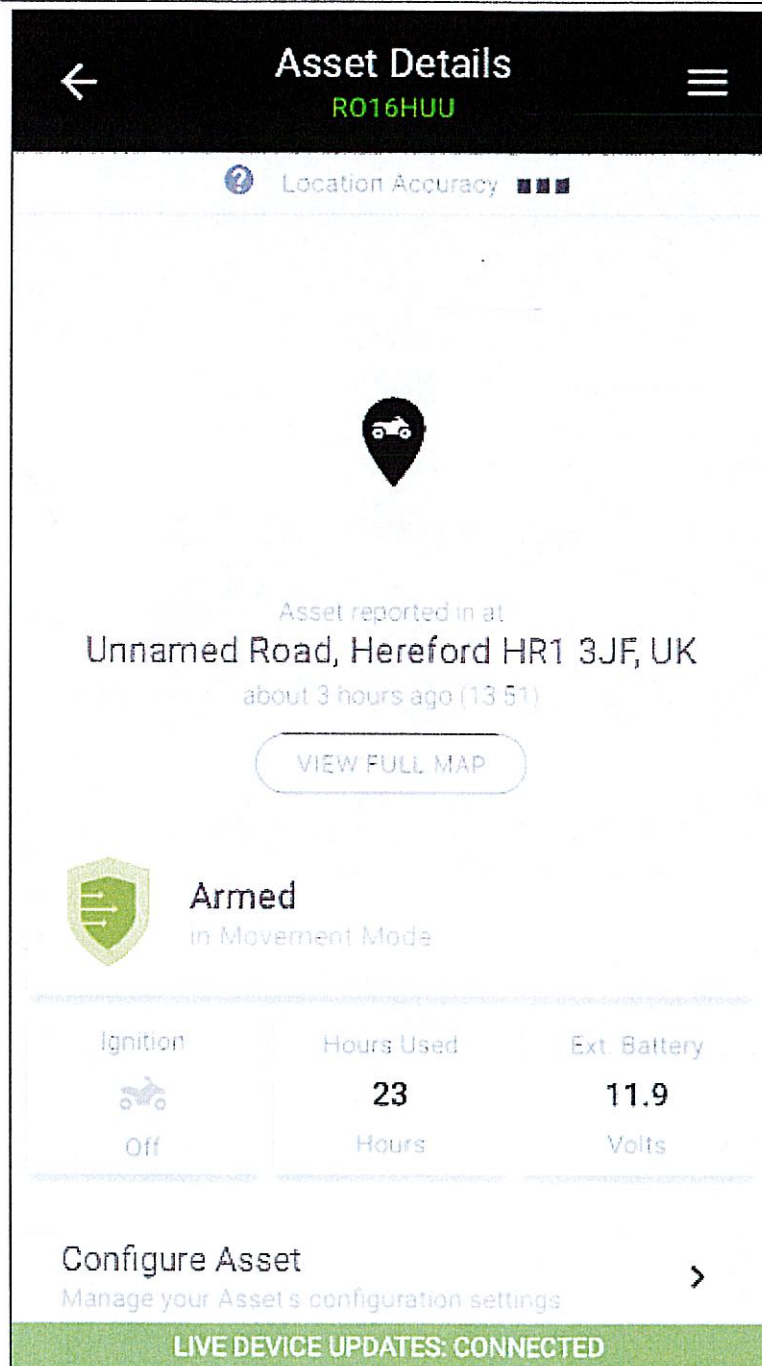 Asset Details
RO16HUU
Location Accuracy
Asset reported in at
Unnamed Road, Hereford HR1 3JF, UK
about 3 hours ago (13:51)
VIEW FULL MAP
Armed
in Movement Mode
Ignition Hours Used Ext. Battery
23 11.9
Off Hours Volts
Configure Asset
Manage your Asset's configuration settings
LIVE DEVICE UPDATES: CONNECTED